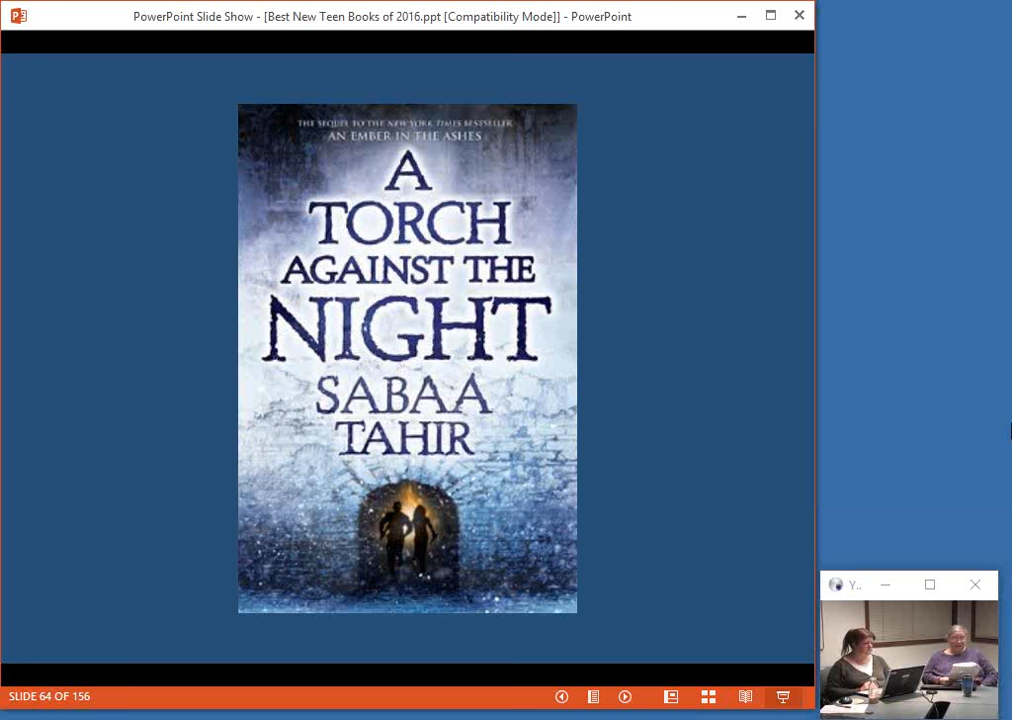 PowerPoint Slide Show - [Best New Teen Books of 2016.ppt [Compatibility Mode]] - PowerPoint
THE SEQUEL TO THE NEW YORK TIMES BESTSELLER
AN EMBER IN THE ASHES
A
TORCH
AGAINST THE
NIGHT
SABAA
TAHIR
Y..
SLIDE 64 OF 156